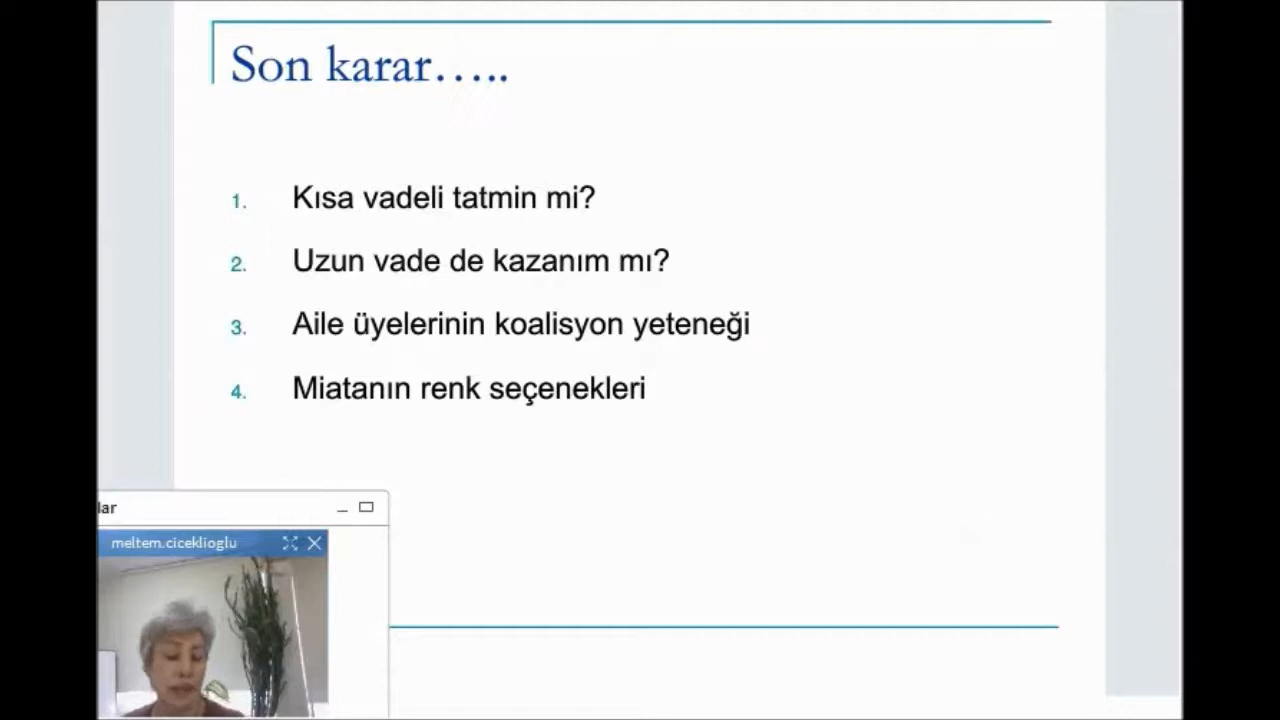 Son karar.....
1. Kısa vadeli tatmin mi?
2. Uzun vade de kazanım mı?
3. Aile üyelerinin koalisyon yeteneği
4. Miatanın renk seçenekleri
lar
meltem.ciceklioglu